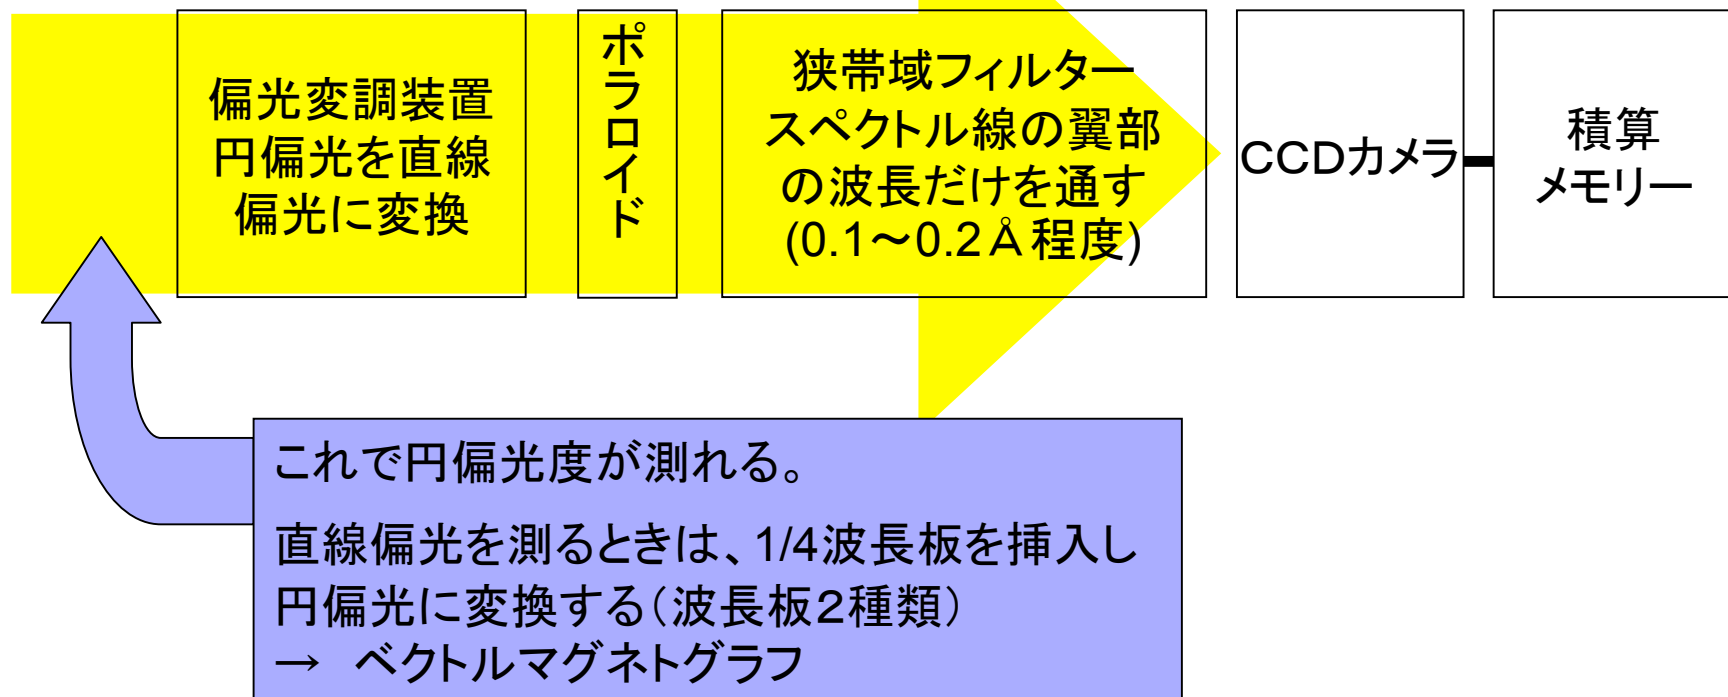 偏光変調装置
円偏光を直線
偏光に変換
ポラロイド
狭帯域フィルター
スペクトル線の翼部
の波長だけを通す
(0.1～0.2Å程度)
CCDカメラ
積算
メモリー
これで円偏光度が測れる。
直線偏光を測るときは、1/4波長板を挿入し
円偏光に変換する（波長板２種類）
→　ベクトルマグネトグラフ